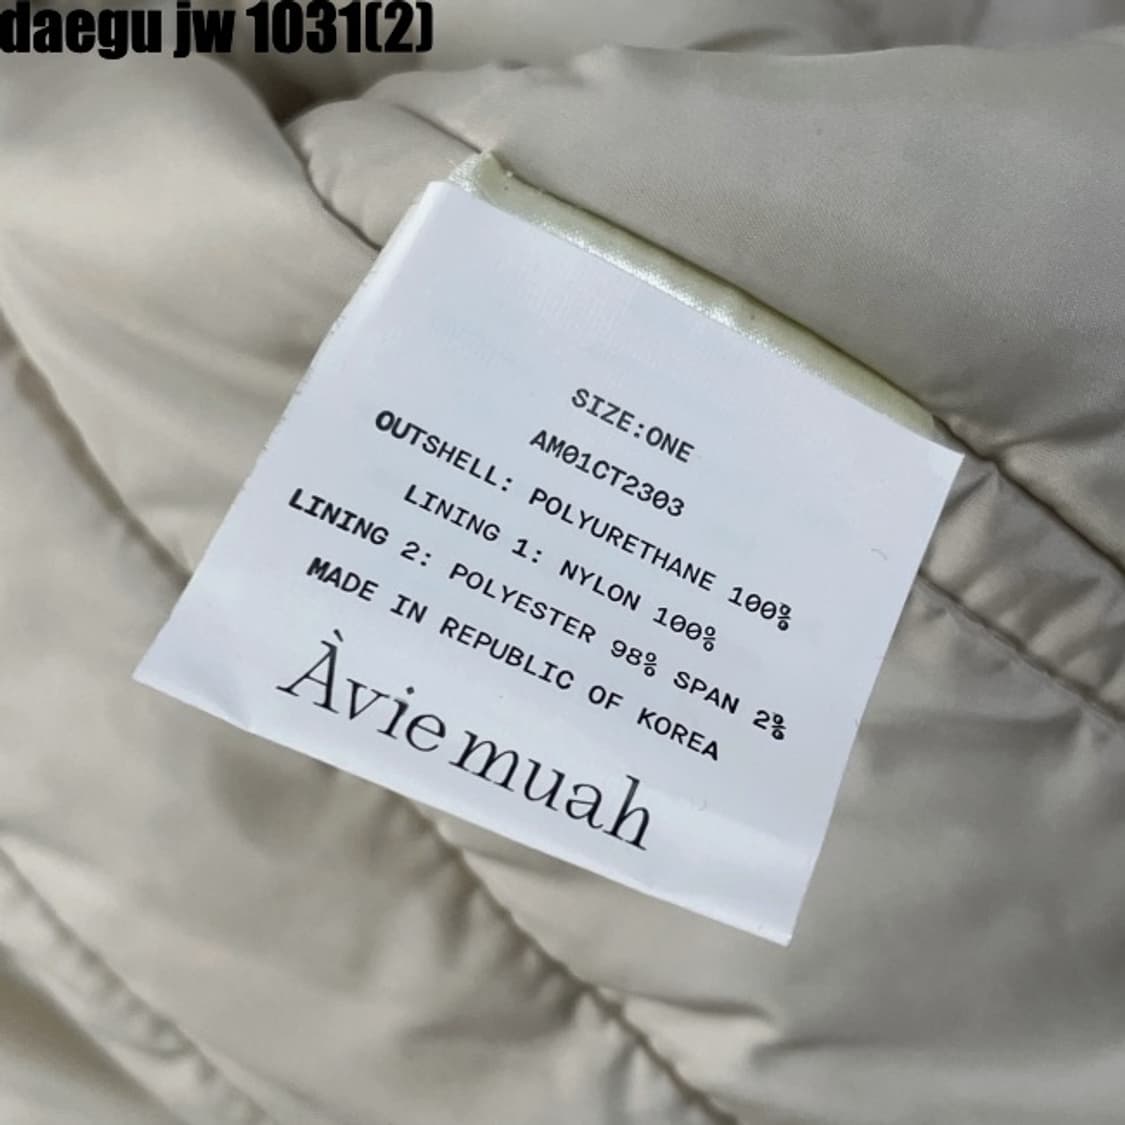 daegu jw 1031(2)
SIZE:ONE
AM01CT2303
OUTSHELL: POLYURETHANE 100%
LINING 1: NYLON 100%
LINING 2: POLYESTER 98% SPAN 2%
MADE IN REPUBLIC OF KOREA
Àvie muah